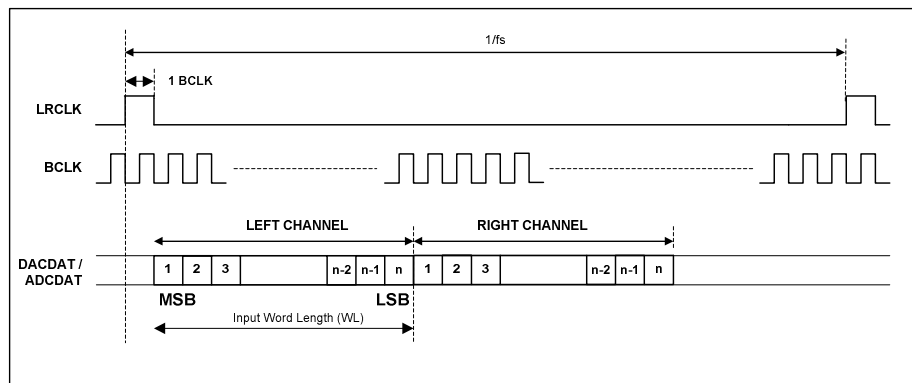 1/fs
1 BCLK
LRCLK
BCLK
LEFT CHANNEL RIGHT CHANNEL
DACDAT /
ADCDAT
1 2 3 n-2 n-1 n 1 2 3 n-2 n-1 n
MSB LSB
Input Word Length (WL)